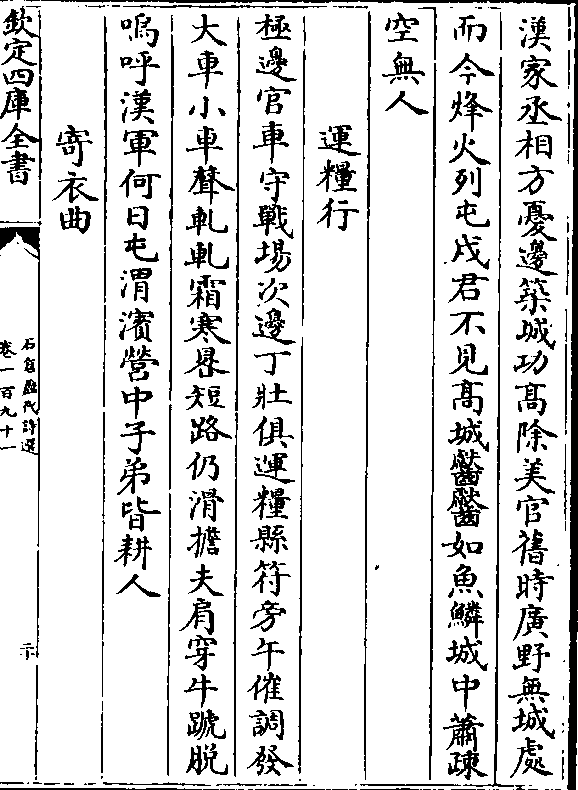 漢家丞相方憂邊築城功髙除美官舊時廣野無城處
而今烽火列屯戍君不見髙城齾齾如魚鱗城中蕭疎
空無人
運糧行
極邊官軍守戰場次邊丁壯俱運糧縣符旁午催調發
大車小車聲軋軋霜寒晷短路仍滑擔夫肩穿牛蹏脱
嗚呼漢軍何日屯渭濱營中子弟皆耕人
寄衣曲
欽定四庫全書
石倉歷代詩選
卷一百九十一